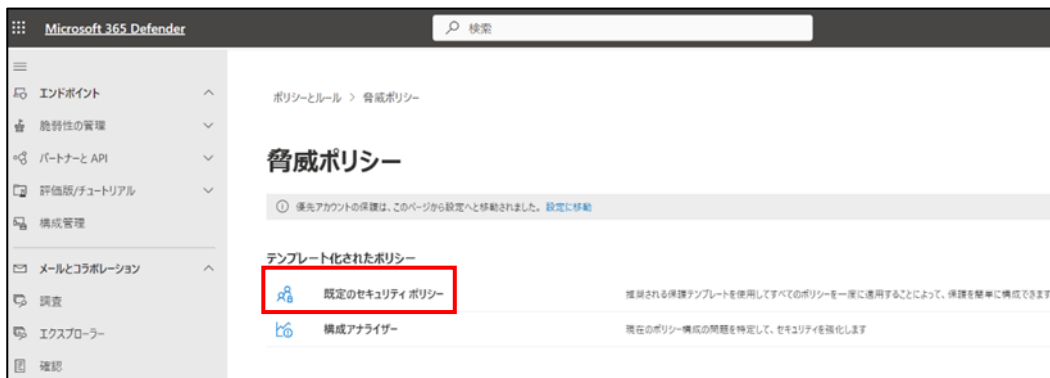 Microsoft 365 Defender
検索
エンドポイント
脆弱性の管理
パートナーと API
評価版/チュートリアル
構成管理
メールとコラボレーション
調査
エクスプローラー
確認
ポリシーとルール > 脅威ポリシー
脅威ポリシー
優先アカウントの保護は、このページから設定へと移動されました。 設定に移動
テンプレート化されたポリシー
既定のセキュリティ ポリシー
推奨される保護テンプレートを使用してすべてのポリシーを一度に適用することによって、保護を簡単に構成できます
構成アナライザー
現在のポリシー構成の問題を特定して、セキュリティを強化します